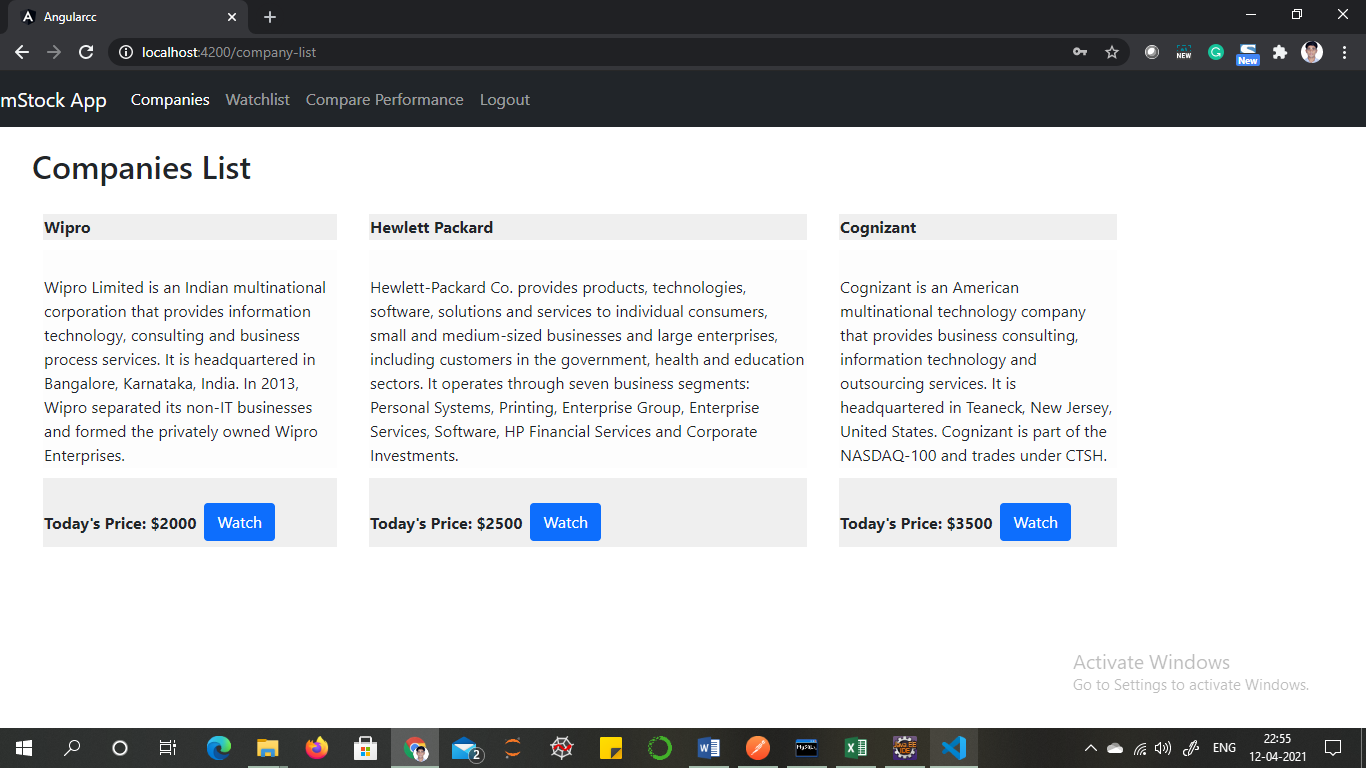 Angularcc
localhost:4200/company-list
New
NEW
mStock App Companies Watchlist Compare Performance Logout
Companies List
Wipro
Wipro Limited is an Indian multinational
corporation that provides information
technology, consulting and business
process services. It is headquartered in
Bangalore, Karnataka, India. In 2013,
Wipro separated its non-IT businesses
and formed the privately owned Wipro
Enterprises.
Today's Price: $2000 Watch
Hewlett Packard
Hewlett-Packard Co. provides products, technologies,
software, solutions and services to individual consumers,
small and medium-sized businesses and large enterprises,
including customers in the government, health and education
sectors. It operates through seven business segments:
Personal Systems, Printing, Enterprise Group, Enterprise
Services, Software, HP Financial Services and Corporate
Investments.
Today's Price: $2500 Watch
Cognizant
Cognizant is an American
multinational technology company
that provides business consulting,
information technology and
outsourcing services. It is
headquartered in Teaneck, New Jersey,
United States. Cognizant is part of the
NASDAQ-100 and trades under CTSH.
Today's Price: $3500 Watch
Activate Windows
Go to Settings to activate Windows.
2
ENG
22:55
12-04-2021